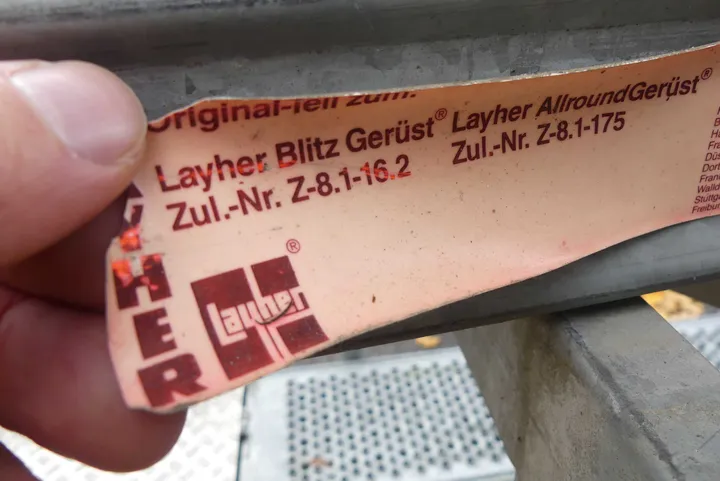 Original-Teil zum:
Layher Blitz Gerüst®
Zul.-Nr. Z-8.1-16.2
Layher AllroundGerüst®
Zul.-Nr. Z-8.1-175
HER
Layher®